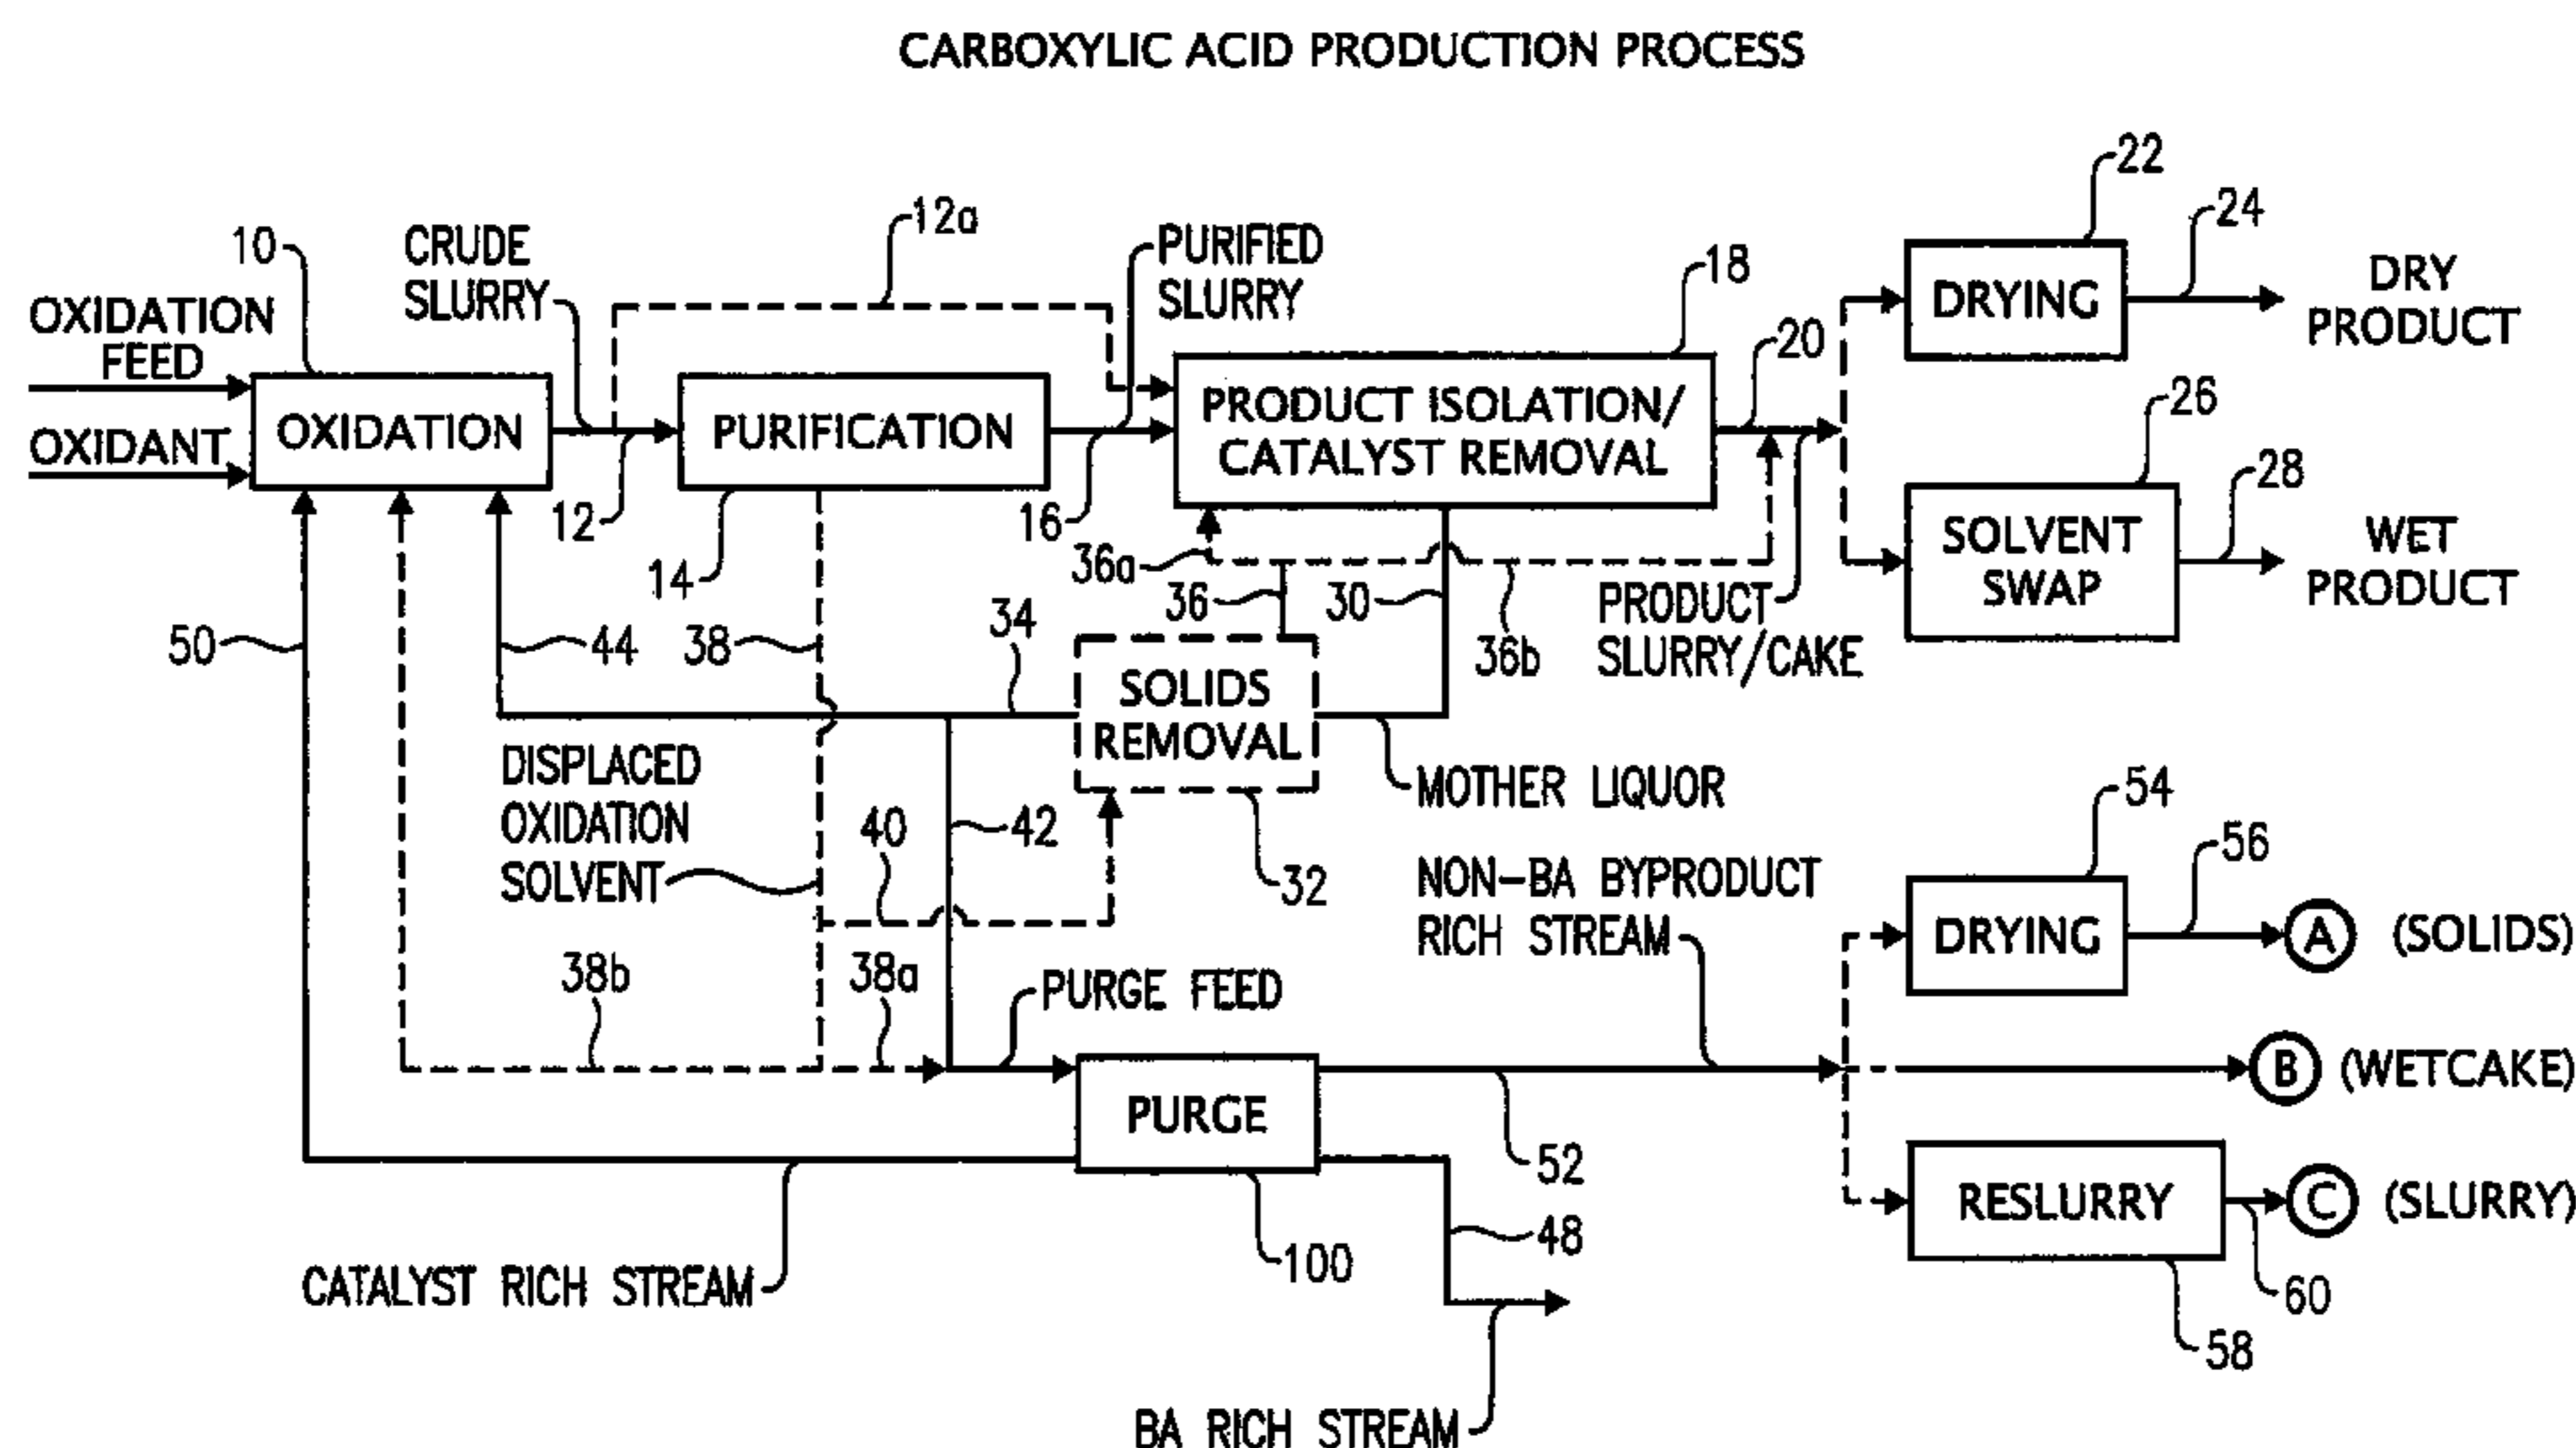 CARBOXYLIC ACID PRODUCTION PROCESS
22
12a
24
10
CRUDE
SLURRY
PURIFIED
SLURRY
18
DRY
PRODUCT
OXIDATION
FEED
DRYING
20
OXIDANT
OXIDATION
PURIFICATION
PRODUCT ISOLATION/
CATALYST REMOVAL
26
28
12
16
14
36a
SOLVENT
SWAP
WET
PRODUCT
36
30
PRODUCT
SLURRY/CAKE
34
50
44
38
36b
SOLIDS
REMOVAL
DISPLACED
OXIDATION
SOLVENT
MOTHER LIQUOR
54
40
42
56
32
NON-BA BYPRODUCT
RICH STREAM
DRYING
A
(SOLIDS)
38b
38a
PURGE FEED
B
(WETCAKE)
PURGE
52
RESLURRY
C
(SLURRY)
48
100
CATALYST RICH STREAM
60
58
BA RICH STREAM